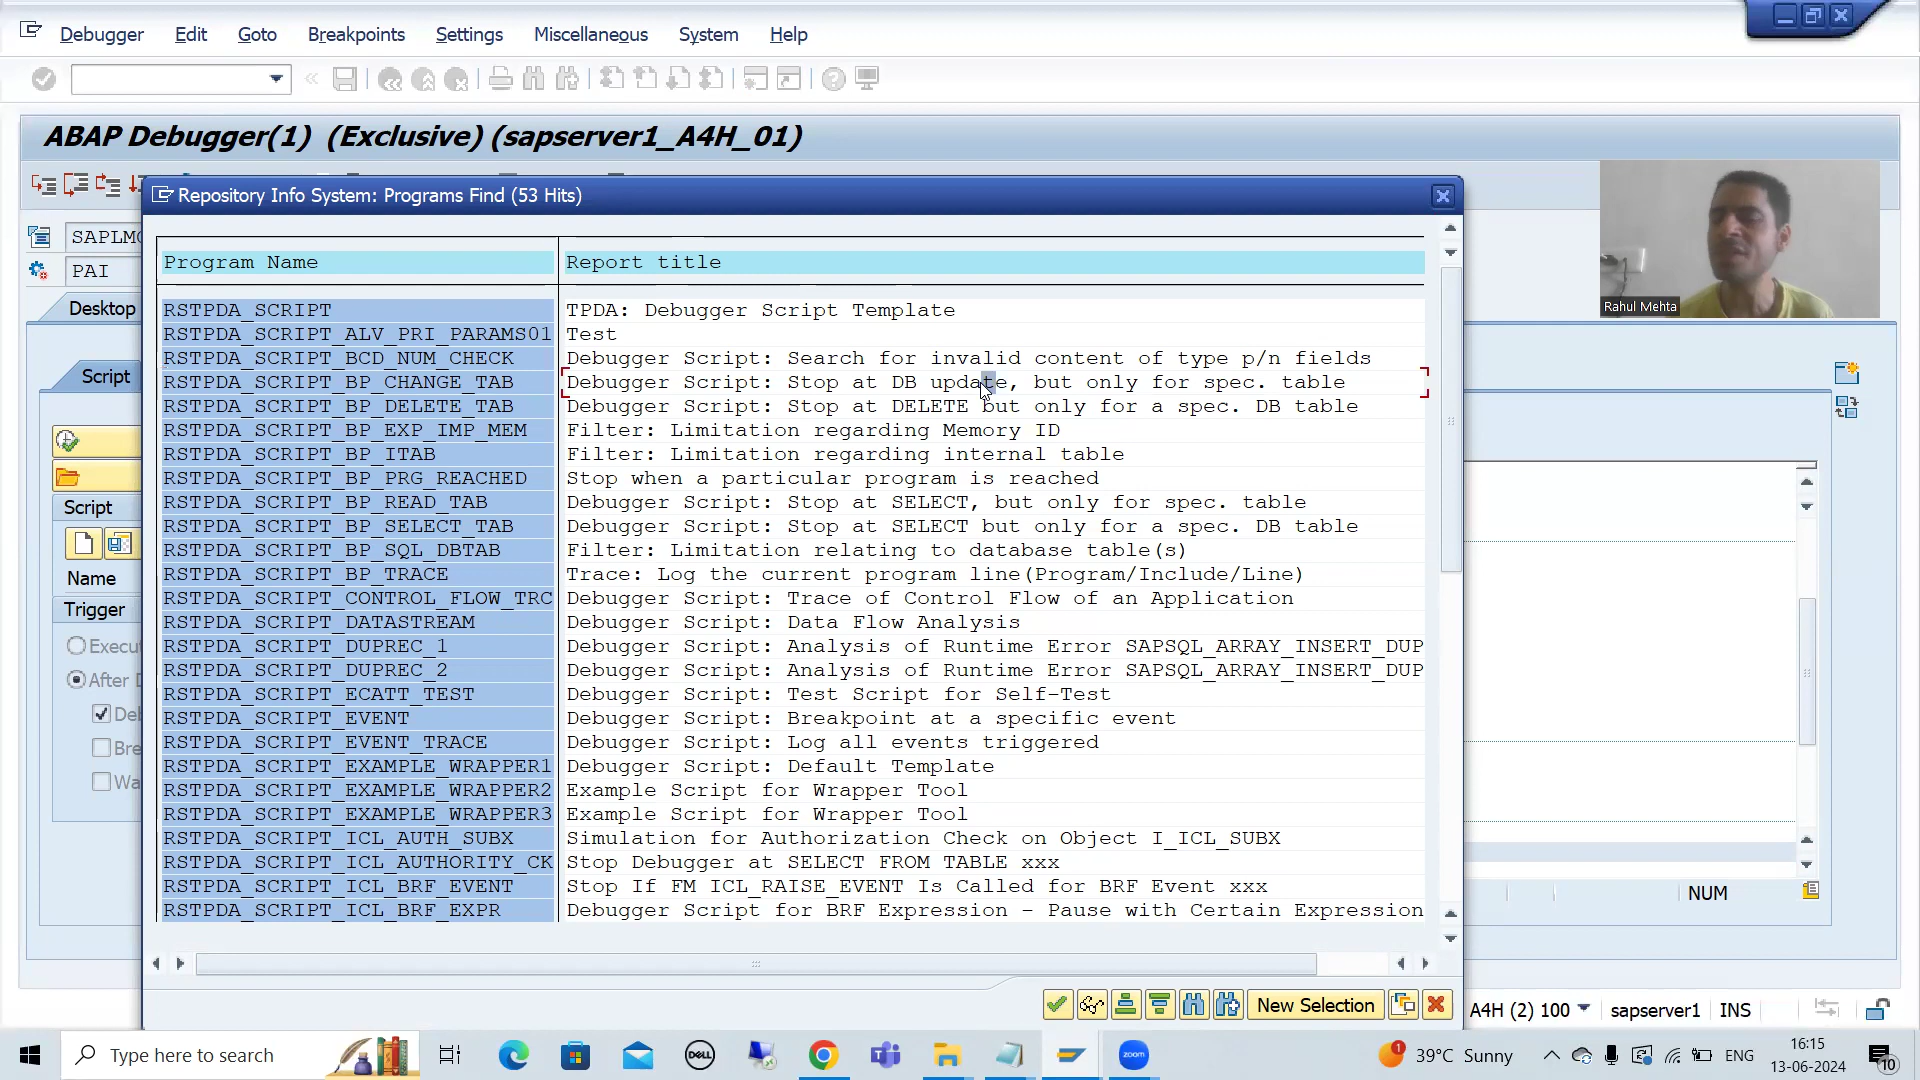 Debugger Edit Goto Breakpoints Settings Miscellaneous System Help
ABAP Debugger(1) (Exclusive) (sapserver1_A4H_01)
Repository Info System: Programs Find (53 Hits)
Rahul Mehta
PAI
Desktop
Script
Script
Name
Trigger
Program Name Report title
RSTPDA_SCRIPT TPDA: Debugger Script Template
RSTPDA_SCRIPT_ALV_PRI_PARAMS01 Test
RSTPDA_SCRIPT_BCD_NUM_CHECK Debugger Script: Search for invalid content of type p/n fields
RSTPDA_SCRIPT_BP_CHANGE_TAB Debugger Script: Stop at DB update, but only for spec. table
RSTPDA_SCRIPT_BP_DELETE_TAB Debugger Script: Stop at DELETE but only for a spec. DB table
RSTPDA_SCRIPT_BP_EXP_IMP_MEM Filter: Limitation regarding Memory ID
RSTPDA_SCRIPT_BP_ITAB Filter: Limitation regarding internal table
RSTPDA_SCRIPT_BP_PRG_REACHED Stop when a particular program is reached
RSTPDA_SCRIPT_BP_READ_TAB Debugger Script: Stop at SELECT, but only for spec. table
RSTPDA_SCRIPT_BP_SELECT_TAB Debugger Script: Stop at SELECT but only for a spec. DB table
RSTPDA_SCRIPT_BP_SQL_DBTAB Filter: Limitation relating to database table(s)
RSTPDA_SCRIPT_BP_TRACE Trace: Log the current program line(Program/Include/Line)
RSTPDA_SCRIPT_CONTROL_FLOW_TRC Debugger Script: Trace of Control Flow of an Application
RSTPDA_SCRIPT_DATASTREAM Debugger Script: Data Flow Analysis
RSTPDA_SCRIPT_DUPREC_1 Debugger Script: Analysis of Runtime Error SAPSQL_ARRAY_INSERT_DUP
RSTPDA_SCRIPT_DUPREC_2 Debugger Script: Analysis of Runtime Error SAPSQL_ARRAY_INSERT_DUP
RSTPDA_SCRIPT_ECATT_TEST Debugger Script: Test Script for Self-Test
RSTPDA_SCRIPT_EVENT Debugger Script: Breakpoint at a specific event
RSTPDA_SCRIPT_EVENT_TRACE Debugger Script: Log all events triggered
RSTPDA_SCRIPT_EXAMPLE_WRAPPER1 Debugger Script: Default Template
RSTPDA_SCRIPT_EXAMPLE_WRAPPER2 Example Script for Wrapper Tool
RSTPDA_SCRIPT_EXAMPLE_WRAPPER3 Example Script for Wrapper Tool
RSTPDA_SCRIPT_ICL_AUTH_SUBX Simulation for Authorization Check on Object I_ICL_SUBX
RSTPDA_SCRIPT_ICL_AUTHORITY_CK Stop Debugger at SELECT FROM TABLE xxx
RSTPDA_SCRIPT_ICL_BRF_EVENT Stop If FM ICL_RAISE_EVENT Is Called for BRF Event xxx
RSTPDA_SCRIPT_ICL_BRF_EXPR Debugger Script for BRF Expression - Pause with Certain Expression
NUM
New Selection
A4H (2) 100 sapserver1 INS
Type here to search
39°C Sunny
ENG
16:15
13-06-2024
10